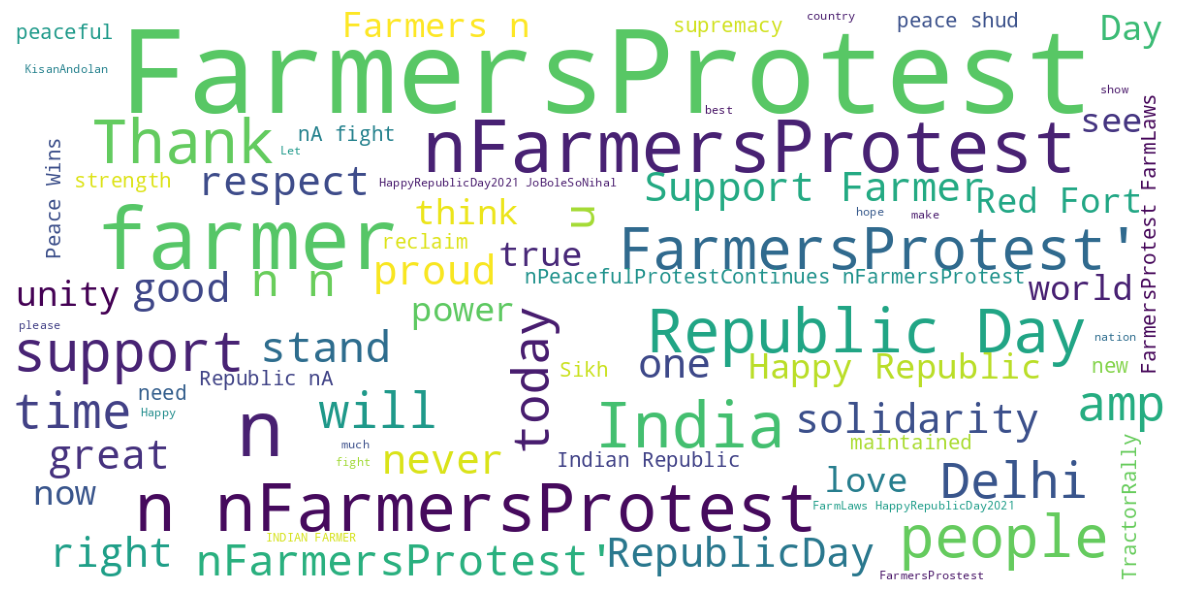 peaceful
Farmers n
supremacy
country
peace shud
Day
KisanAndolan
FarmersProtest
show
best
Thank
nA fight
Let
nFarmersProtest
see
Peace Wins
strength
respect
HappyRepublicDay2021 JoBoleSoNihal
Support Farmer
Red Fort
FarmersProtest FarmLaws
farmer
think
u
hope
make
reclaim
true
FarmersProtest'
unity
good
n n
proud
nPeacefulProtestContinues nFarmersProtest
world
power
please
support
stand
today
Republic Day
nation
Republic nA
Sikh
one
Happy Republic
new
need
time
Happy
n
will
India
solidarity
amp
great
much
fight
never
Indian Republic
maintained
TractorRally
now
n nFarmersProtest
love
Delhi
FarmLaws HappyRepublicDay2021
right
INDIAN FARMER
nFarmersProtest'
RepublicDay
people
FarmersProstest